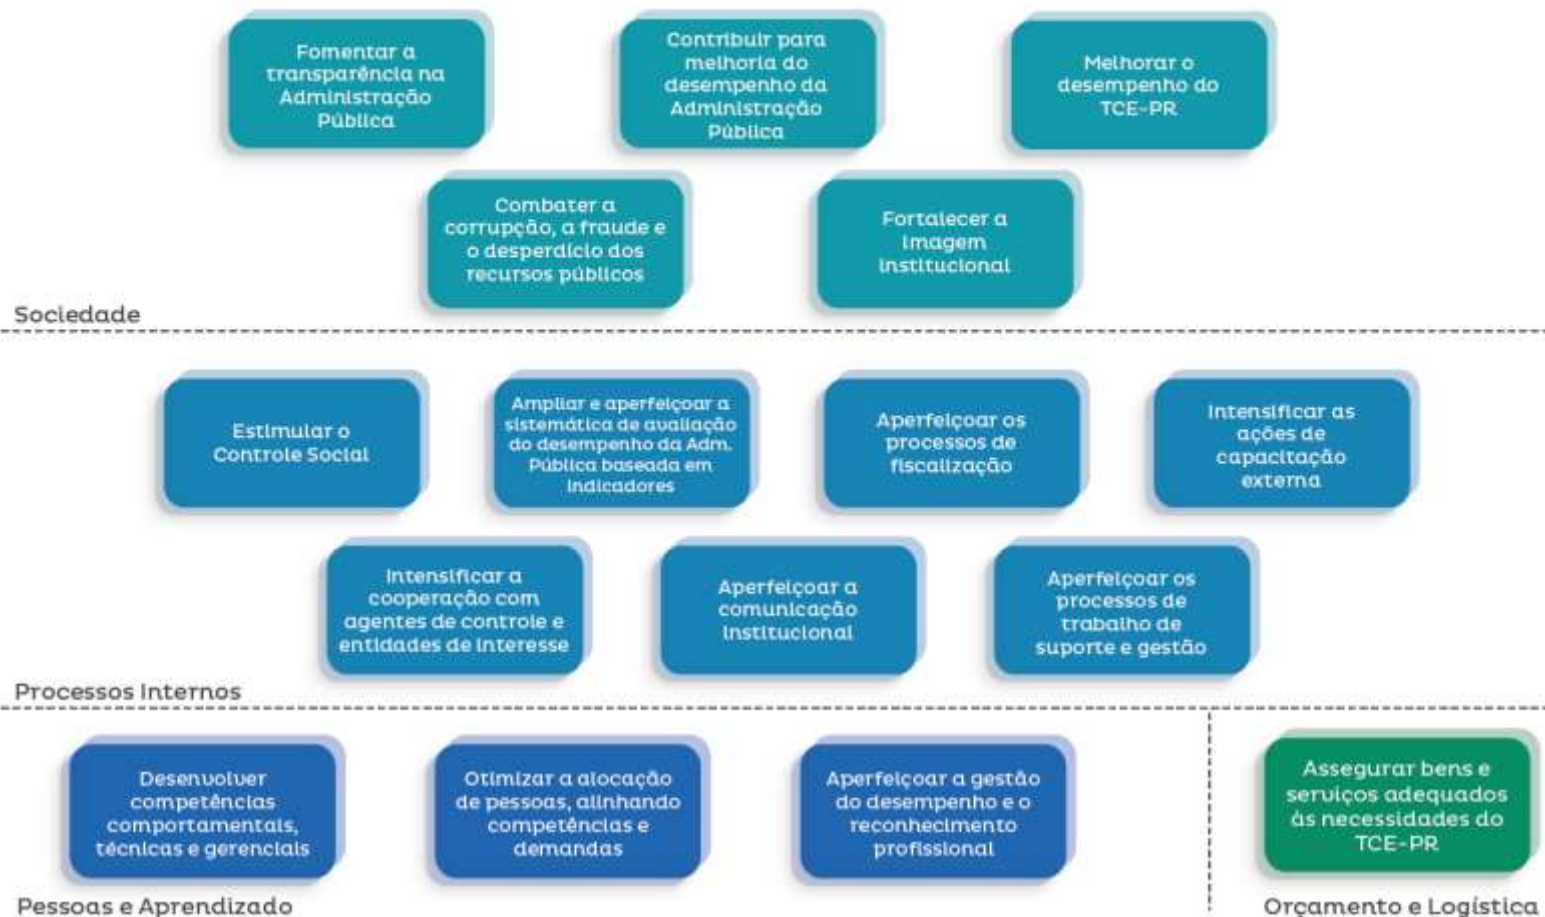 Fomentar a
transparência na
Administração
Pública
Contribuir para
melhoria do
desempenho da
Administração
Pública
Melhorar o
desempenho do
TCE-PR
Combater a
corrupção, a fraude e
o desperdício dos
recursos públicos
Fortalecer a
imagem
institucional
Sociedade
Estimular o
Controle Social
Ampliar e aperfeiçoar a
sistemática de avaliação
do desempenho da Adm.
Pública baseada em
indicadores
Aperfeiçoar os
processos de
fiscalização
Intensificar as
ações de
capacitação
externa
Intensificar a
cooperação com
agentes de controle e
entidades de interesse
Aperfeiçoar a
comunicação
institucional
Aperfeiçoar os
processos de
trabalho de
suporte e gestão
Processos Internos
Desenvolver
competências
comportamentais,
técnicas e gerenciais
Otimizar a alocação
de pessoas, alinhando
competências e
demandas
Aperfeiçoar a gestão
do desempenho e o
reconhecimento
profissional
Assegurar bens e
serviços adequados
às necessidades do
TCE-PR
Pessoas e Aprendizado
Orçamento e Logística